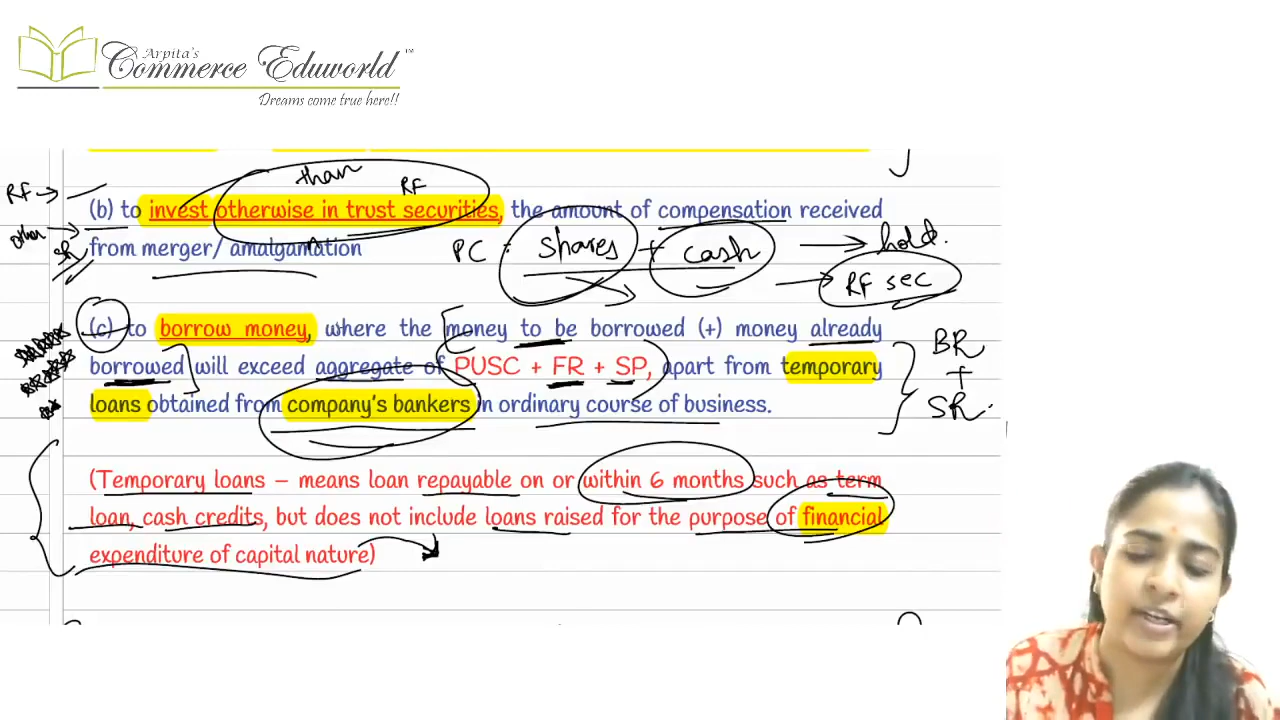 Arpita's
Commerce Eduworld™
Dreams come true here!!
than
RF
RF →
(b) to invest otherwise in trust securities, the amount of compensation received
other →
SR
from merger/ amalgamation
PC = shares + cash → hold.
→ RF sec
(c) to borrow money, where the money to be borrowed (+) money already
borrowed will exceed aggregate of PUSC + FR + SP, apart from temporary
loans obtained from company's bankers in ordinary course of business.
BR
+
SR.
(Temporary loans – means loan repayable on or within 6 months such as term
loan, cash credits, but does not include loans raised for the purpose of financial
expenditure of capital nature)